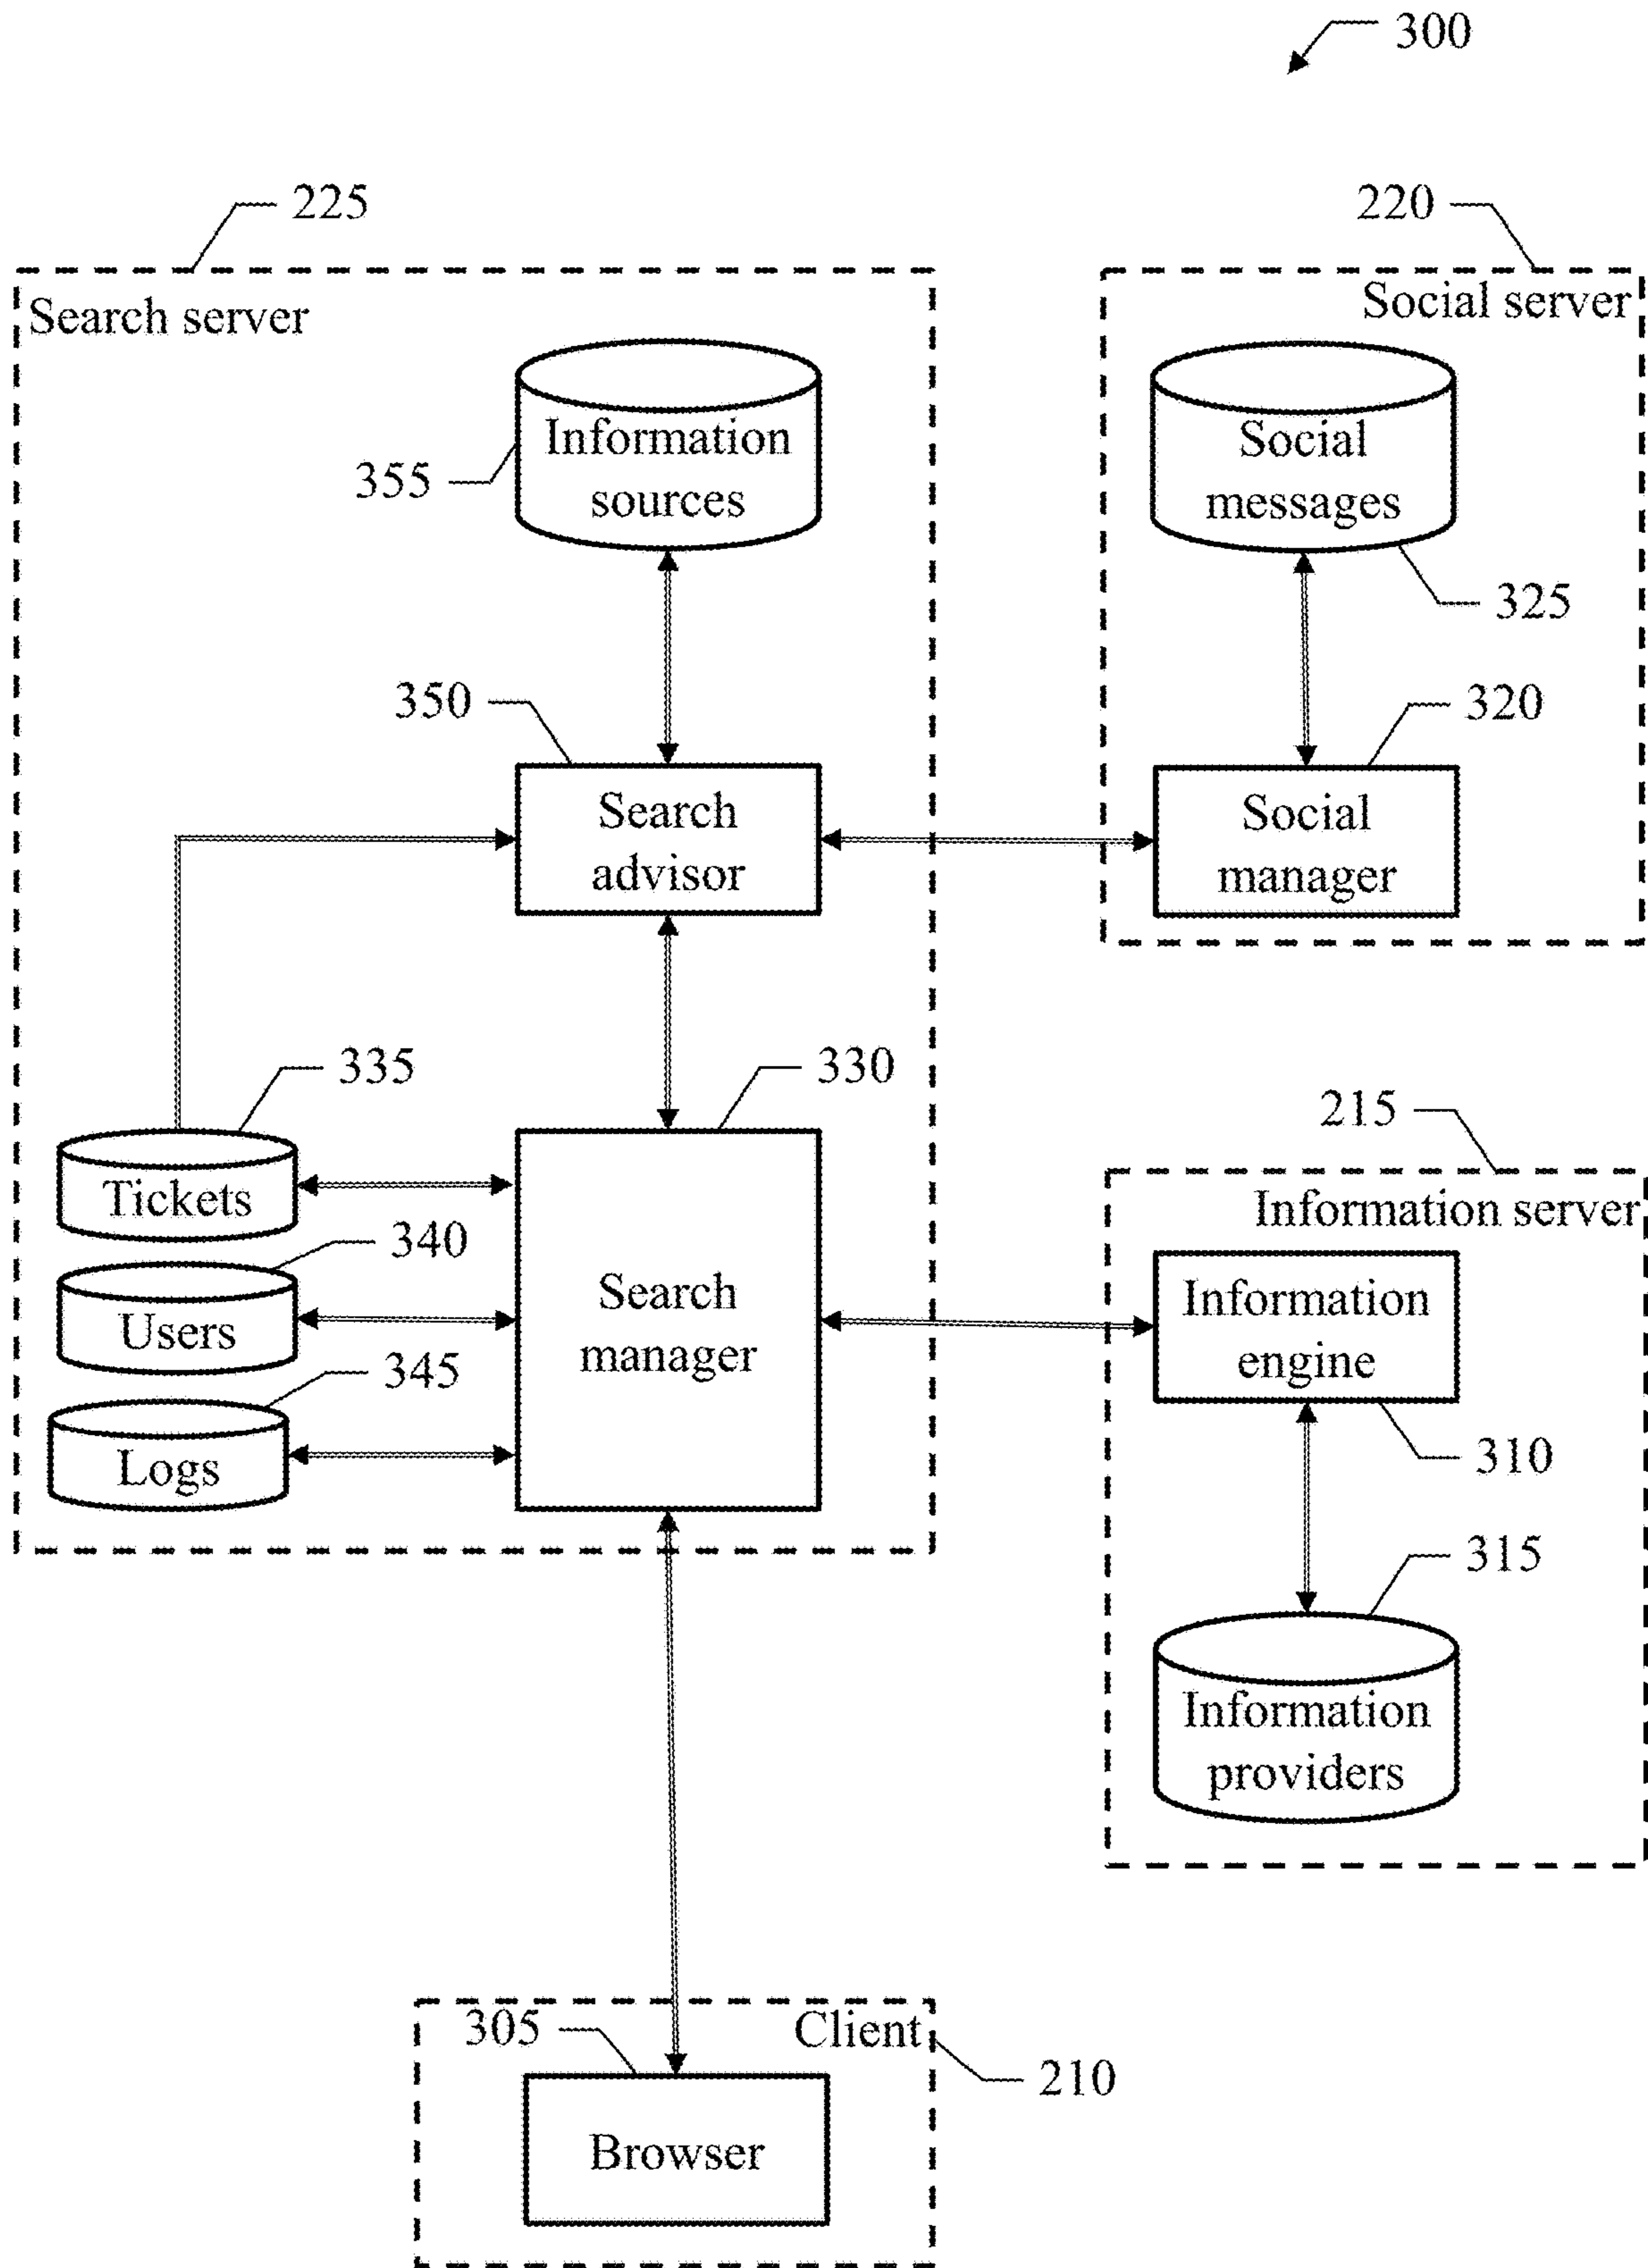 300
225
220
Search server
Social server
Information
sources
355
Social
messages
325
350
320
Search
advisor
Social
manager
335
330
215
Tickets
340
Users
345
Logs
Search
manager
Information server
Information
engine
310
315
Information
providers
305
Client
210
Browser